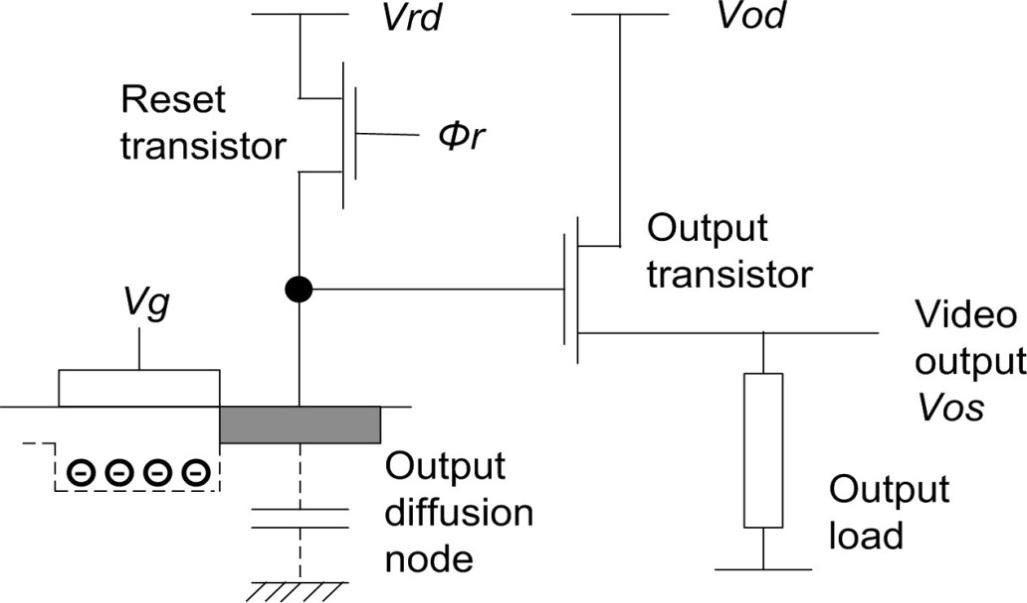 Vrd
Vod
Reset
transistor
Φr
Output
transistor
Vg
Video
output
Vos
Output
diffusion
node
Output
load